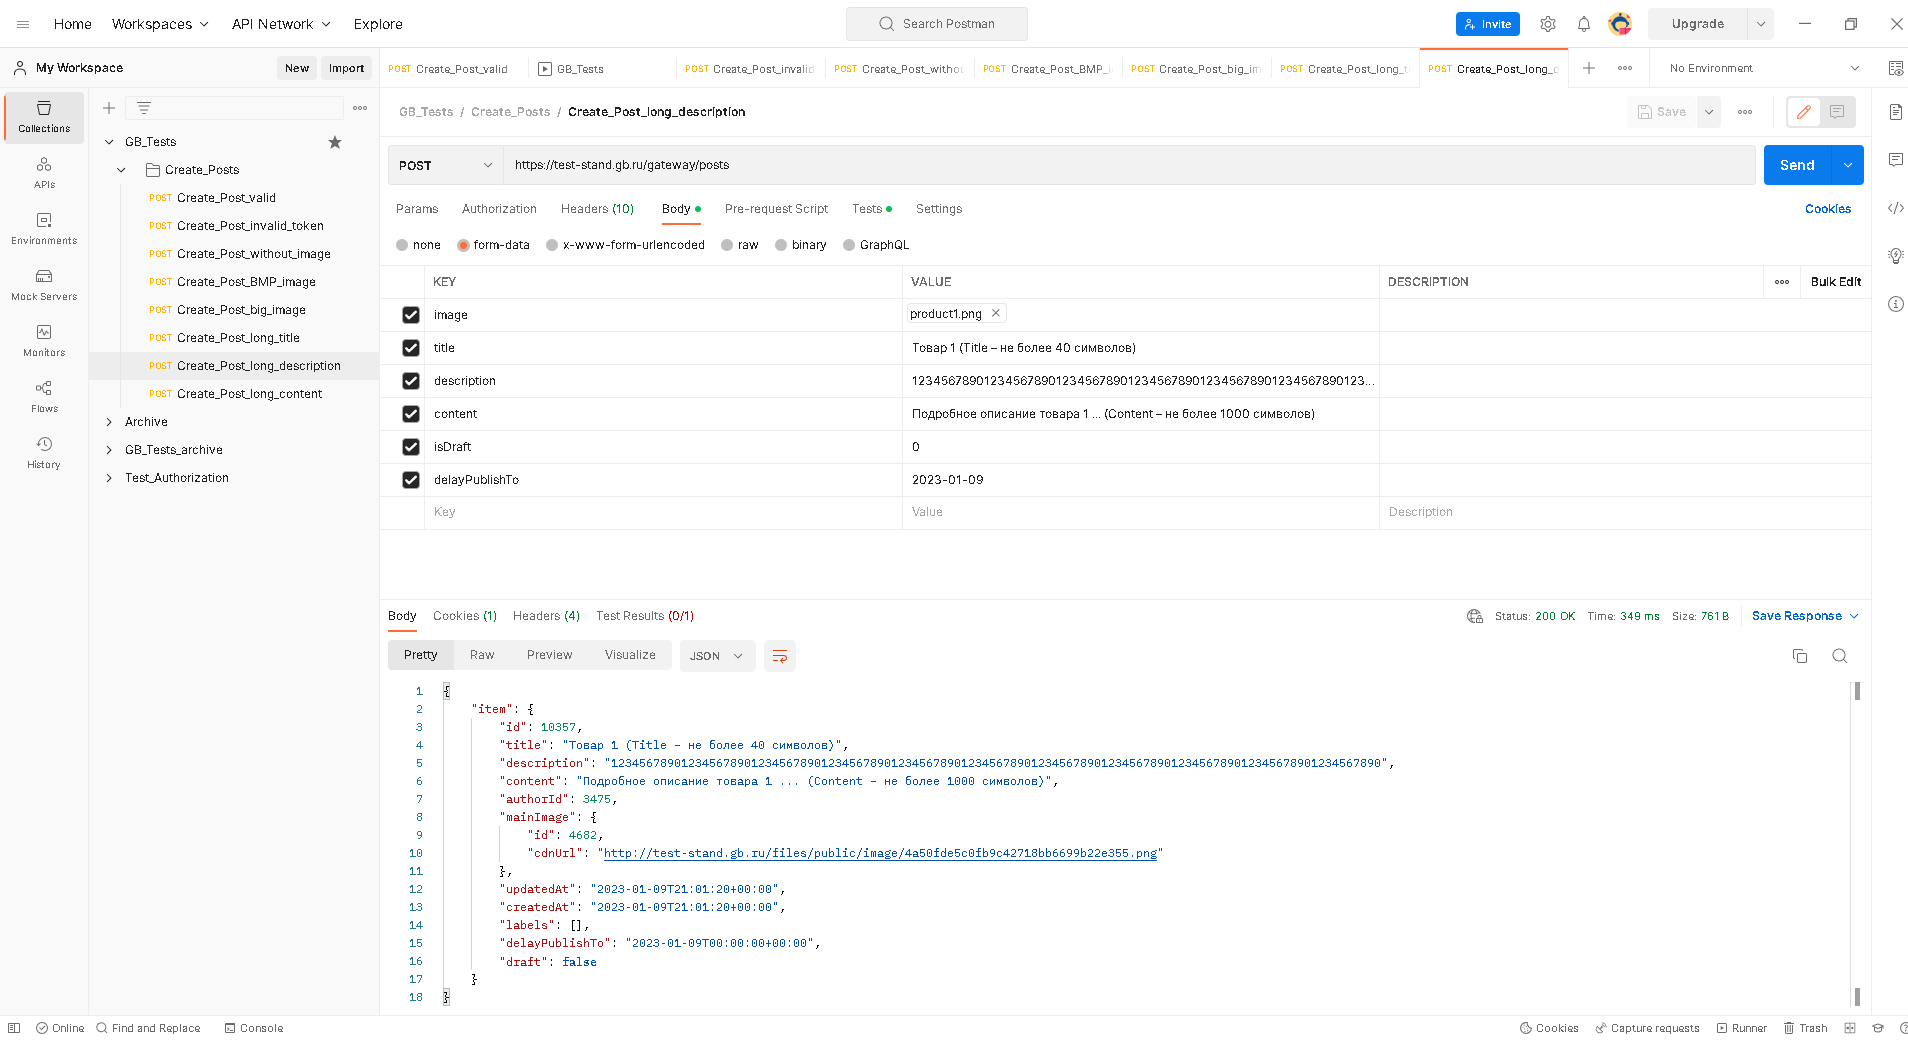 Home Workspaces API Network Explore Search Postman Invite Upgrade
My Workspace New Import POST Create_Post_valid GB_Tests POST Create_Post_invalid POST Create_Post_withou POST Create_Post_BMP_i POST Create_Post_big_im POST Create_Post_long_t POST Create_Post_long_d No Environment
Collections
APIs
Environments
Mock Servers
Monitors
Flows
History
GB_Tests
Create_Posts
POST Create_Post_valid
POST Create_Post_invalid_token
POST Create_Post_without_image
POST Create_Post_BMP_image
POST Create_Post_big_image
POST Create_Post_long_title
POST Create_Post_long_description
POST Create_Post_long_content
Archive
GB_Tests_archive
Test_Authorization
GB_Tests / Create_Posts / Create_Post_long_description Save
POST https://test-stand.gb.ru/gateway/posts Send
Params Authorization Headers (10) Body Pre-request Script Tests Settings Cookies
none form-data x-www-form-urlencoded raw binary GraphQL
KEY VALUE DESCRIPTION Bulk Edit
image product1.png
title Товар 1 (Title – не более 40 символов)
description 123456789012345678901234567890123456789012345678901234567890123...
content Подробное описание товара 1 ... (Content – не более 1000 символов)
isDraft 0
delayPublishTo 2023-01-09
Key Value Description
Body Cookies (1) Headers (4) Test Results (0/1) Status: 200 OK Time: 349 ms Size: 761 B Save Response
Pretty Raw Preview Visualize JSON
1 {
2 "item": {
3 "id": 10357,
4 "title": "Товар 1 (Title – не более 40 символов)",
5 "description": "12345678901234567890123456789012345678901234567890123456789012345678901234567890123456789012345678901234567890",
6 "content": "Подробное описание товара 1 ... (Content – не более 1000 символов)",
7 "authorId": 3475,
8 "mainImage": {
9 "id": 4682,
10 "cdnUrl": "http://test-stand.gb.ru/files/public/image/4a50fde5c0fb9c42718bb6699b22e355.png"
11 },
12 "updatedAt": "2023-01-09T21:01:20+00:00",
13 "createdAt": "2023-01-09T21:01:20+00:00",
14 "labels": [],
15 "delayPublishTo": "2023-01-09T00:00:00+00:00",
16 "draft": false
17 }
18 }
Online Find and Replace Console Cookies Capture requests Runner Trash